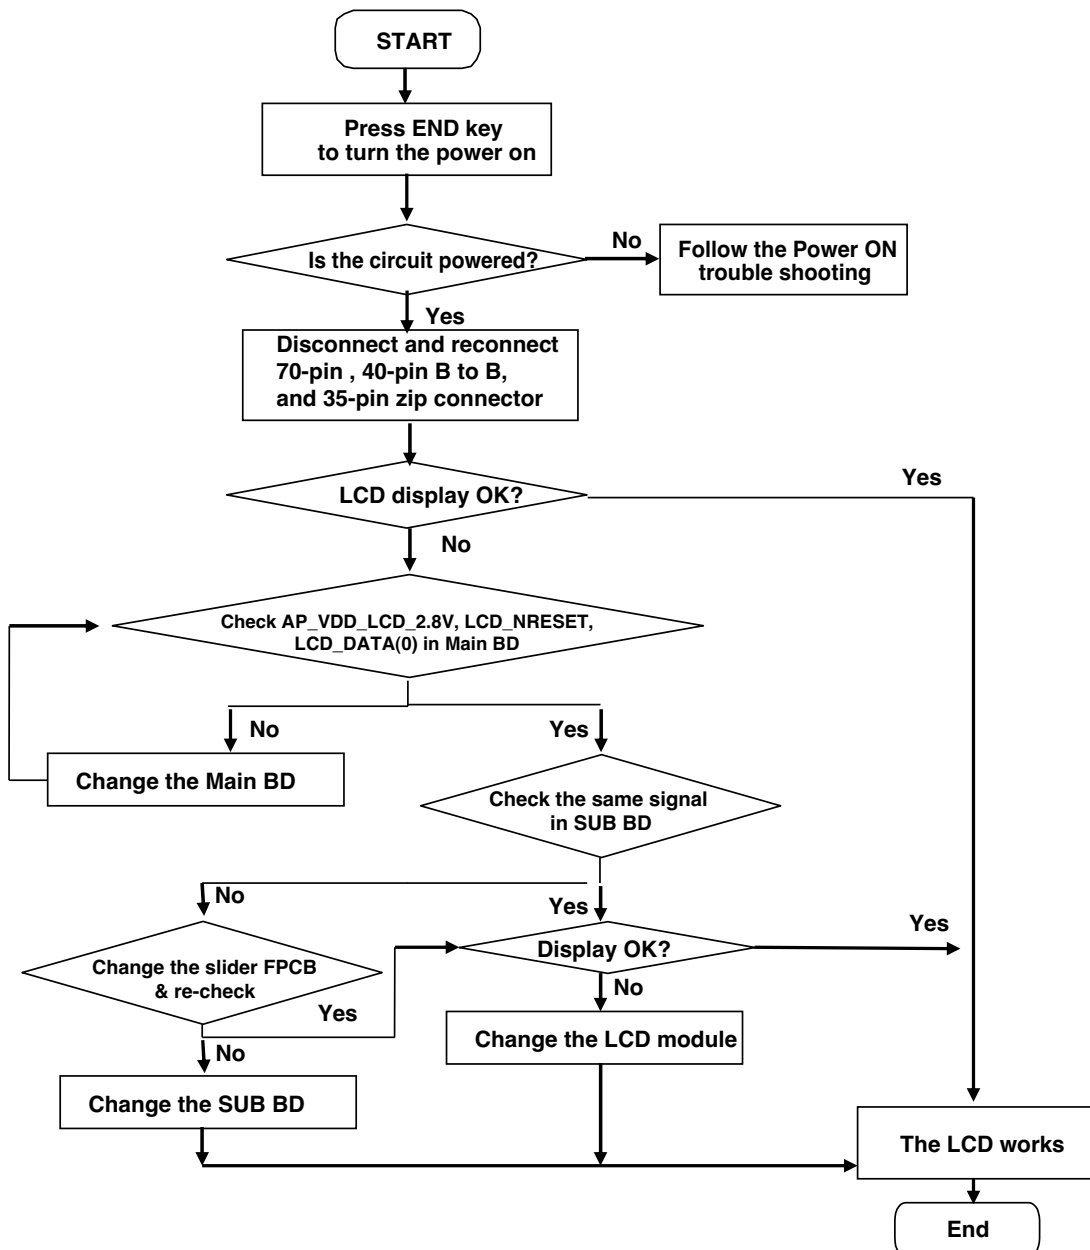 START
Press END key
to turn the power on
Is the circuit powered?
No
Follow the Power ON
trouble shooting
Yes
Disconnect and reconnect
70-pin , 40-pin B to B,
and 35-pin zip connector
LCD display OK?
Yes
No
Check AP_VDD_LCD_2.8V, LCD_NRESET,
LCD_DATA(0) in Main BD
No
Yes
Change the Main BD
Check the same signal
in SUB BD
No
Yes
Yes
Display OK?
Change the slider FPCB
& re-check
Yes
No
Change the LCD module
No
Change the SUB BD
The LCD works
End